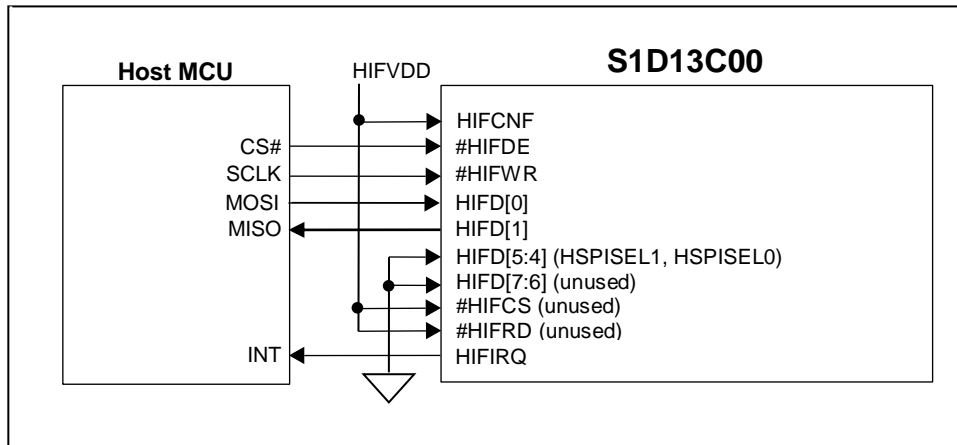 S1D13C00
Host MCU
HIFVDD
HIFCNF
CS# #HIFDE
SCLK #HIFWR
MOSI HIFD[0]
MISO HIFD[1]
HIFD[5:4] (HSPISEL1, HSPISEL0)
HIFD[7:6] (unused)
#HIFCS (unused)
#HIFRD (unused)
INT HIFIRQ